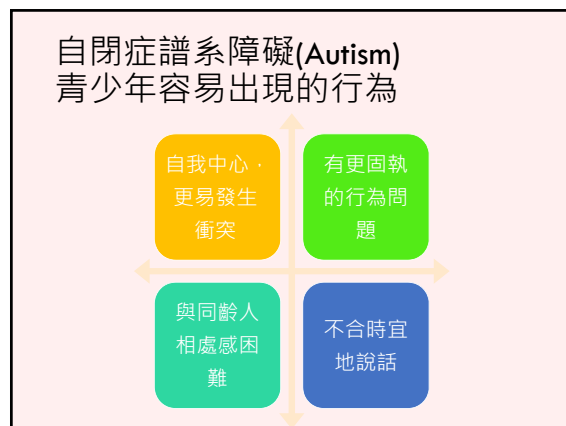 自閉症譜系障礙(Autism)
青少年容易出現的行為
自我中心，
更易發生
衝突
有更固執
的行為問
題
與同齡人
相處感困
難
不合時宜
地說話